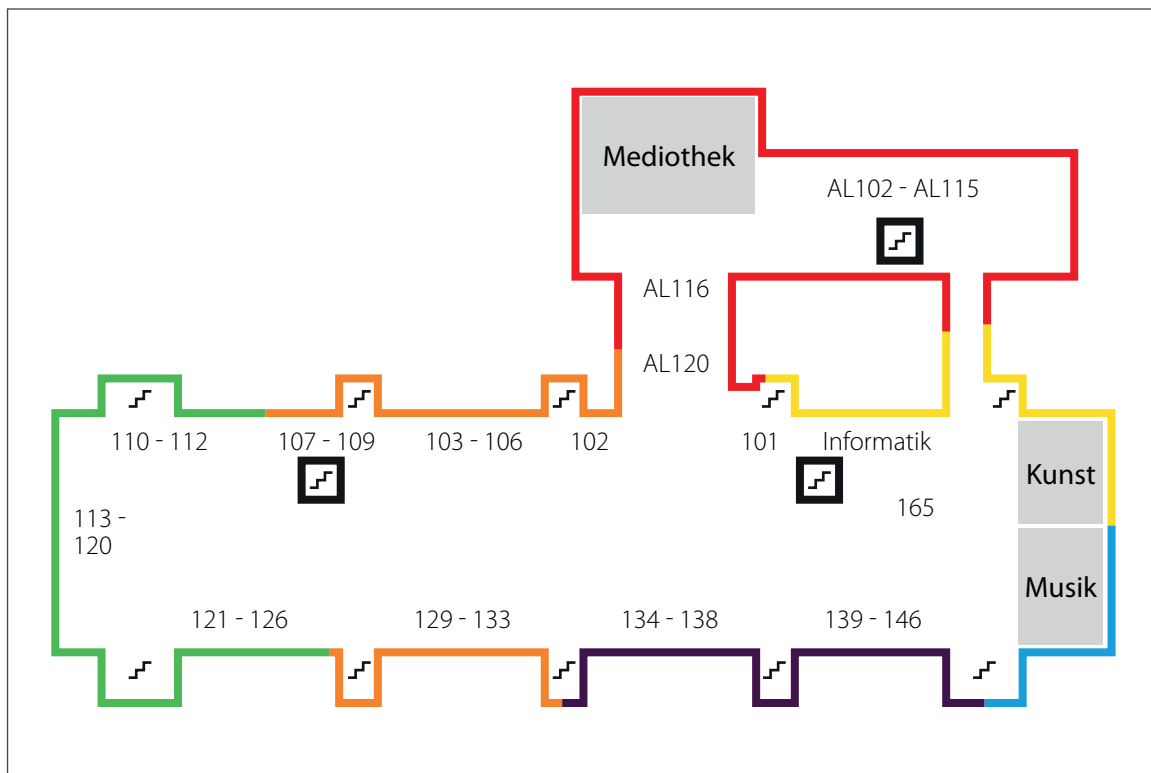 Mediothek
AL102 - AL115
AL116
AL120
110 - 112
107 - 109
103 - 106
102
101
Informatik
Kunst
165
113 -
120
Musik
121 - 126
129 - 133
134 - 138
139 - 146